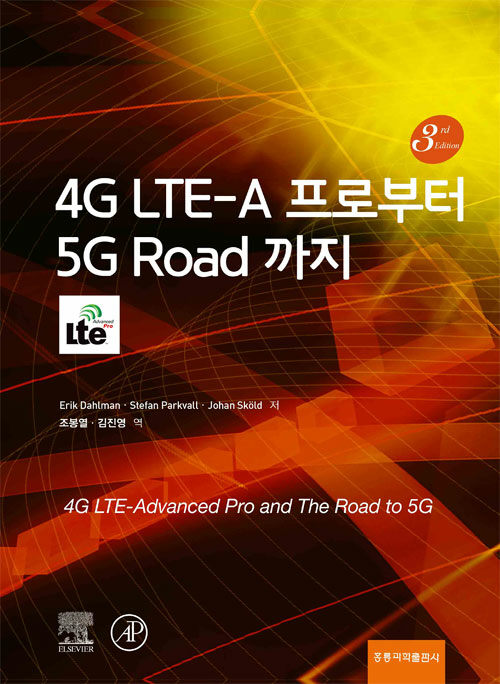 3rd
Edition
4G LTE-A 프로부터
5G Road 까지
Advanced
Pro
Lte
Erik Dahlman · Stefan Parkvall · Johan Sköld 저
조봉열 · 김진영 역
4G LTE-Advanced Pro and The Road to 5G
ELSEVIER
AP
홍릉과학출판사